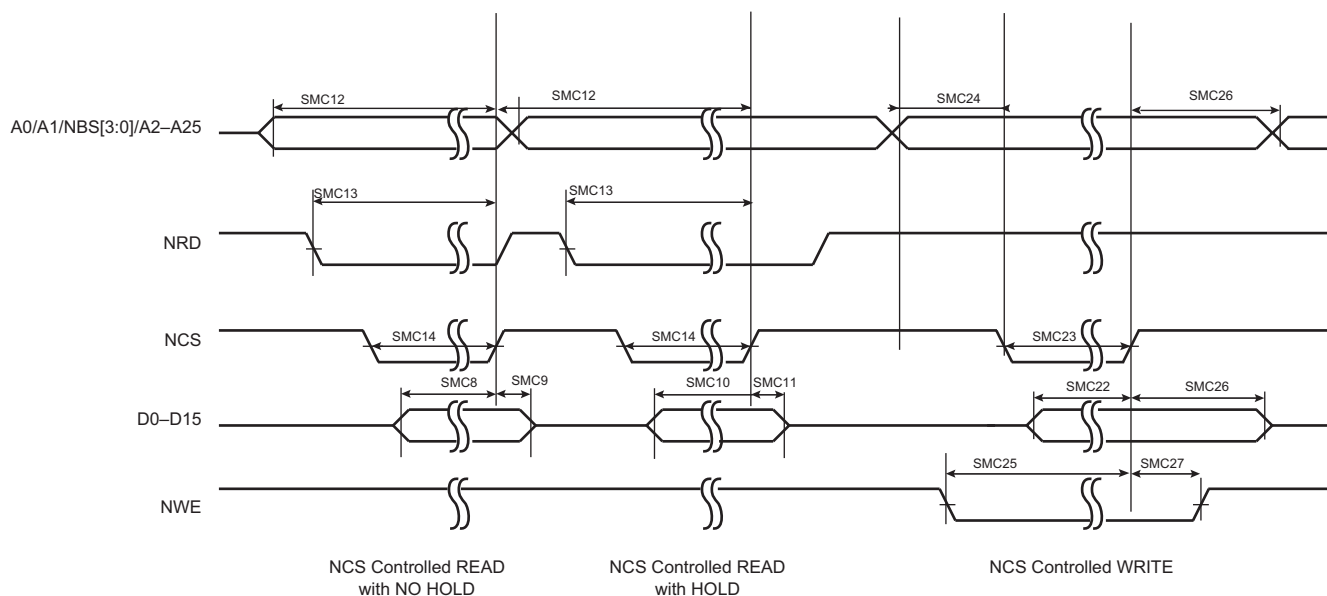 SMC12
SMC12
SMC24
SMC26
A0/A1/NBS[3:0]/A2–A25
SMC13
SMC13
NRD
NCS
SMC14
SMC14
SMC23
SMC8
SMC9
SMC10
SMC11
SMC22
SMC26
D0–D15
SMC25
SMC27
NWE
NCS Controlled READ
with NO HOLD
NCS Controlled READ
with HOLD
NCS Controlled WRITE